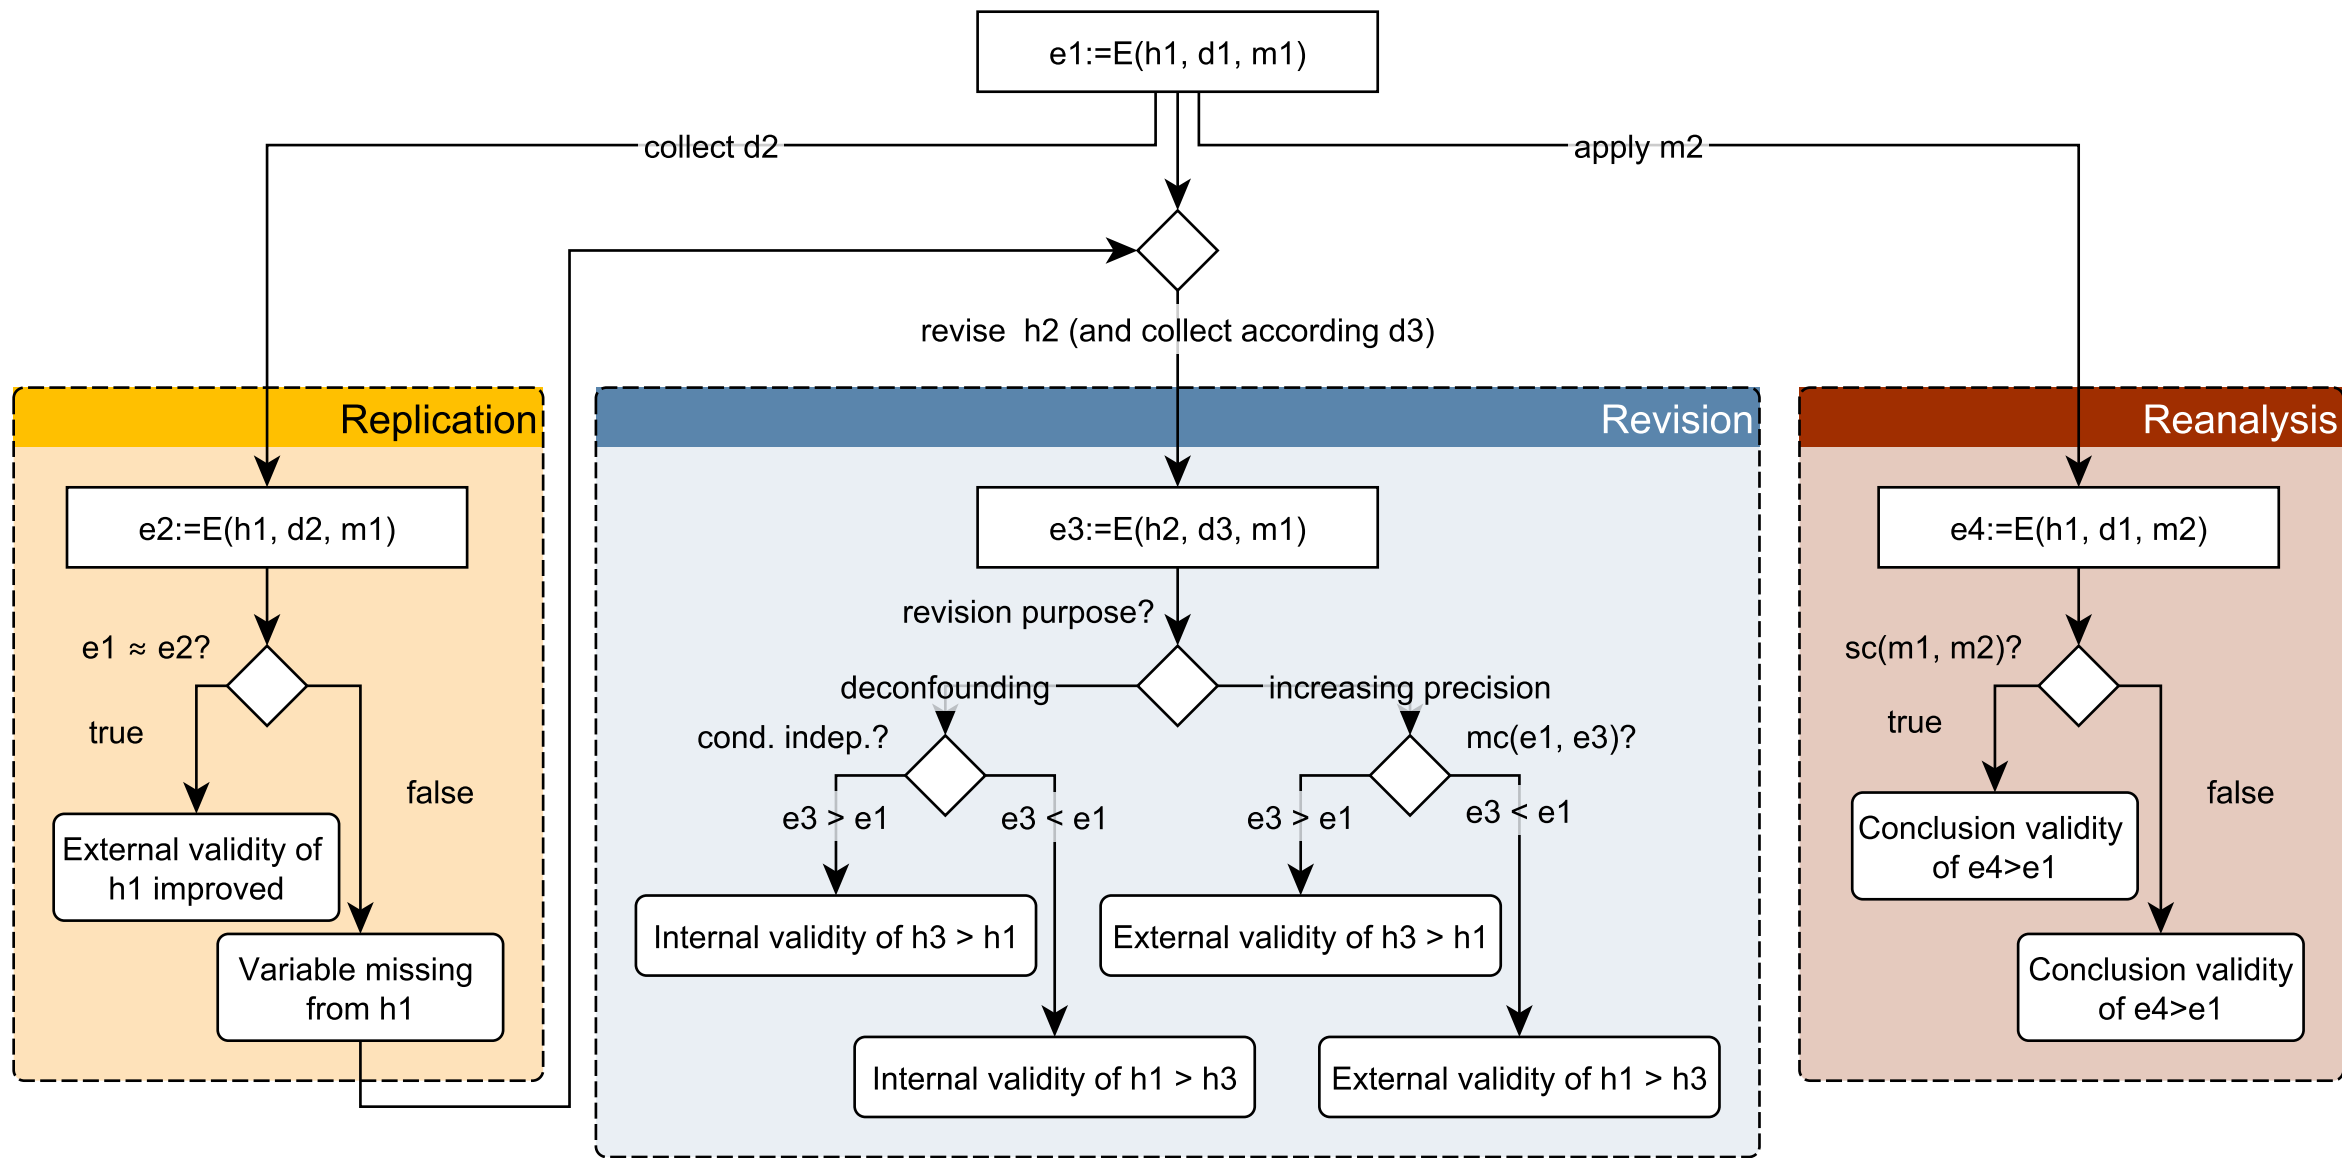 e1:=E(h1, d1, m1)
collect d2
apply m2
revise  h2 (and collect according d3)
Replication
e2:=E(h1, d2, m1)
e1 ≈ e2?
true
false
External validity of
h1 improved
Variable missing
from h1
Revision
e3:=E(h2, d3, m1)
revision purpose?
deconfounding
increasing precision
cond. indep.?
mc(e1, e3)?
e3 > e1
e3 < e1
e3 > e1
e3 < e1
Internal validity of h3 > h1
External validity of h3 > h1
Internal validity of h1 > h3
External validity of h1 > h3
Reanalysis
e4:=E(h1, d1, m2)
sc(m1, m2)?
true
false
Conclusion validity
of e4>e1
Conclusion validity
of e4>e1